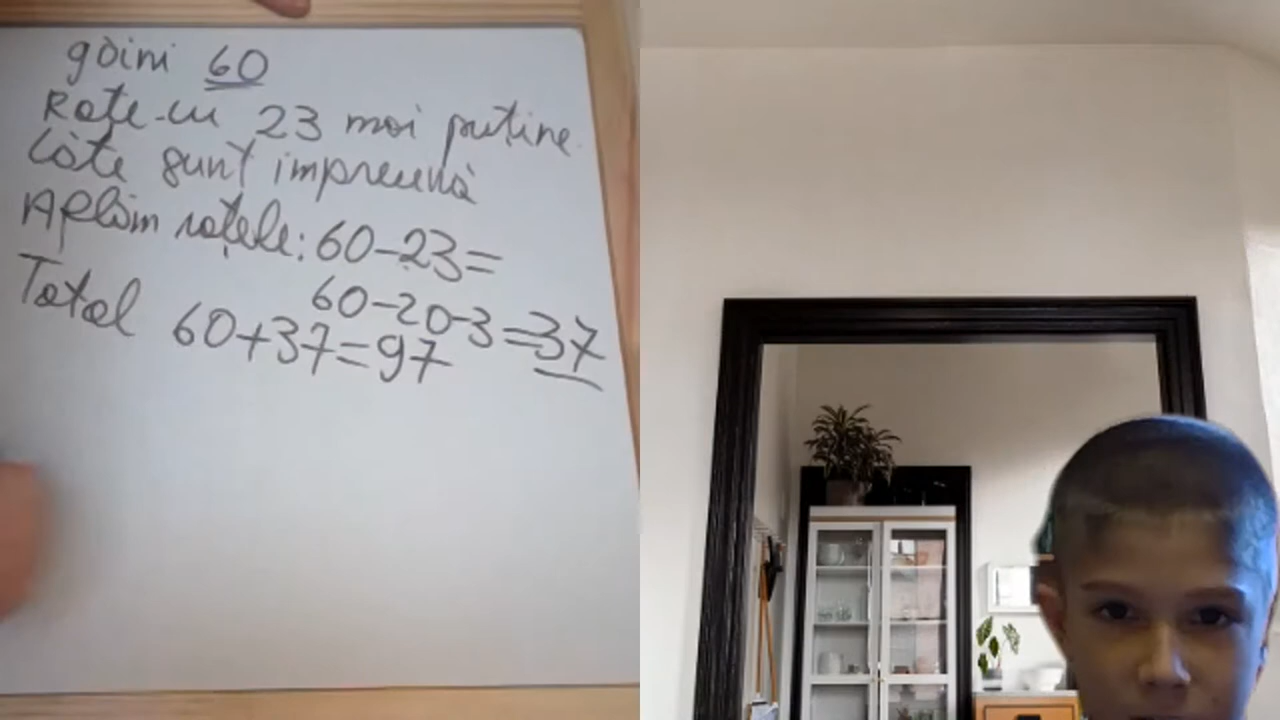 găini 60
Rațe-cu 23 mai puține.
Câte sunt împreună
Aflăm rațele: 60-23=
60-20-3=37
Total 60+37=97